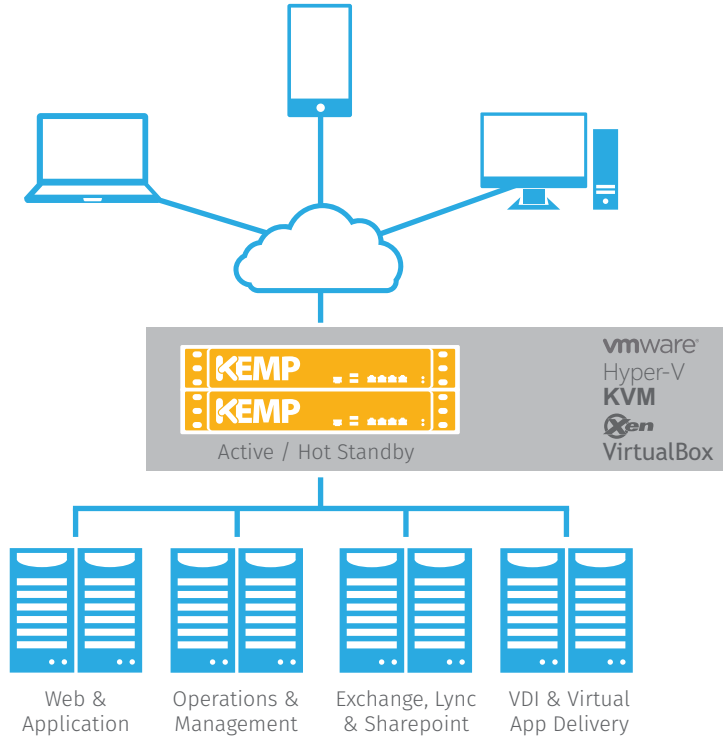 KEMP
KEMP
Active / Hot Standby
vmware
Hyper-V
KVM
Xen
VirtualBox
Web &
Application
Operations &
Management
Exchange, Lync
& Sharepoint
VDI & Virtual
App Delivery